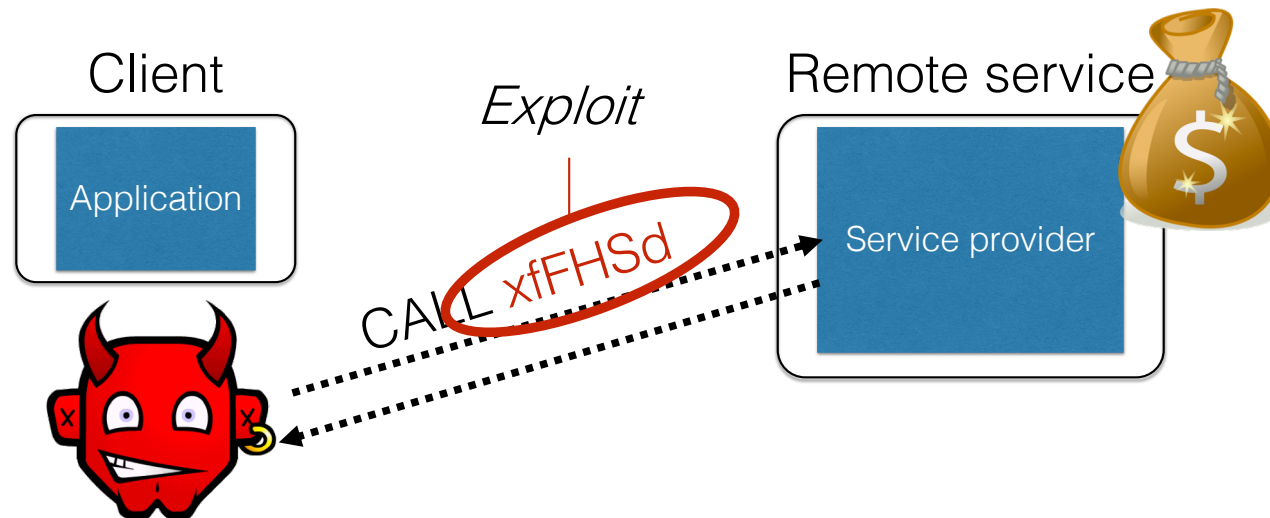 Client
Exploit
Remote service
$
Application
Service provider
CALL xfFHSd
x x